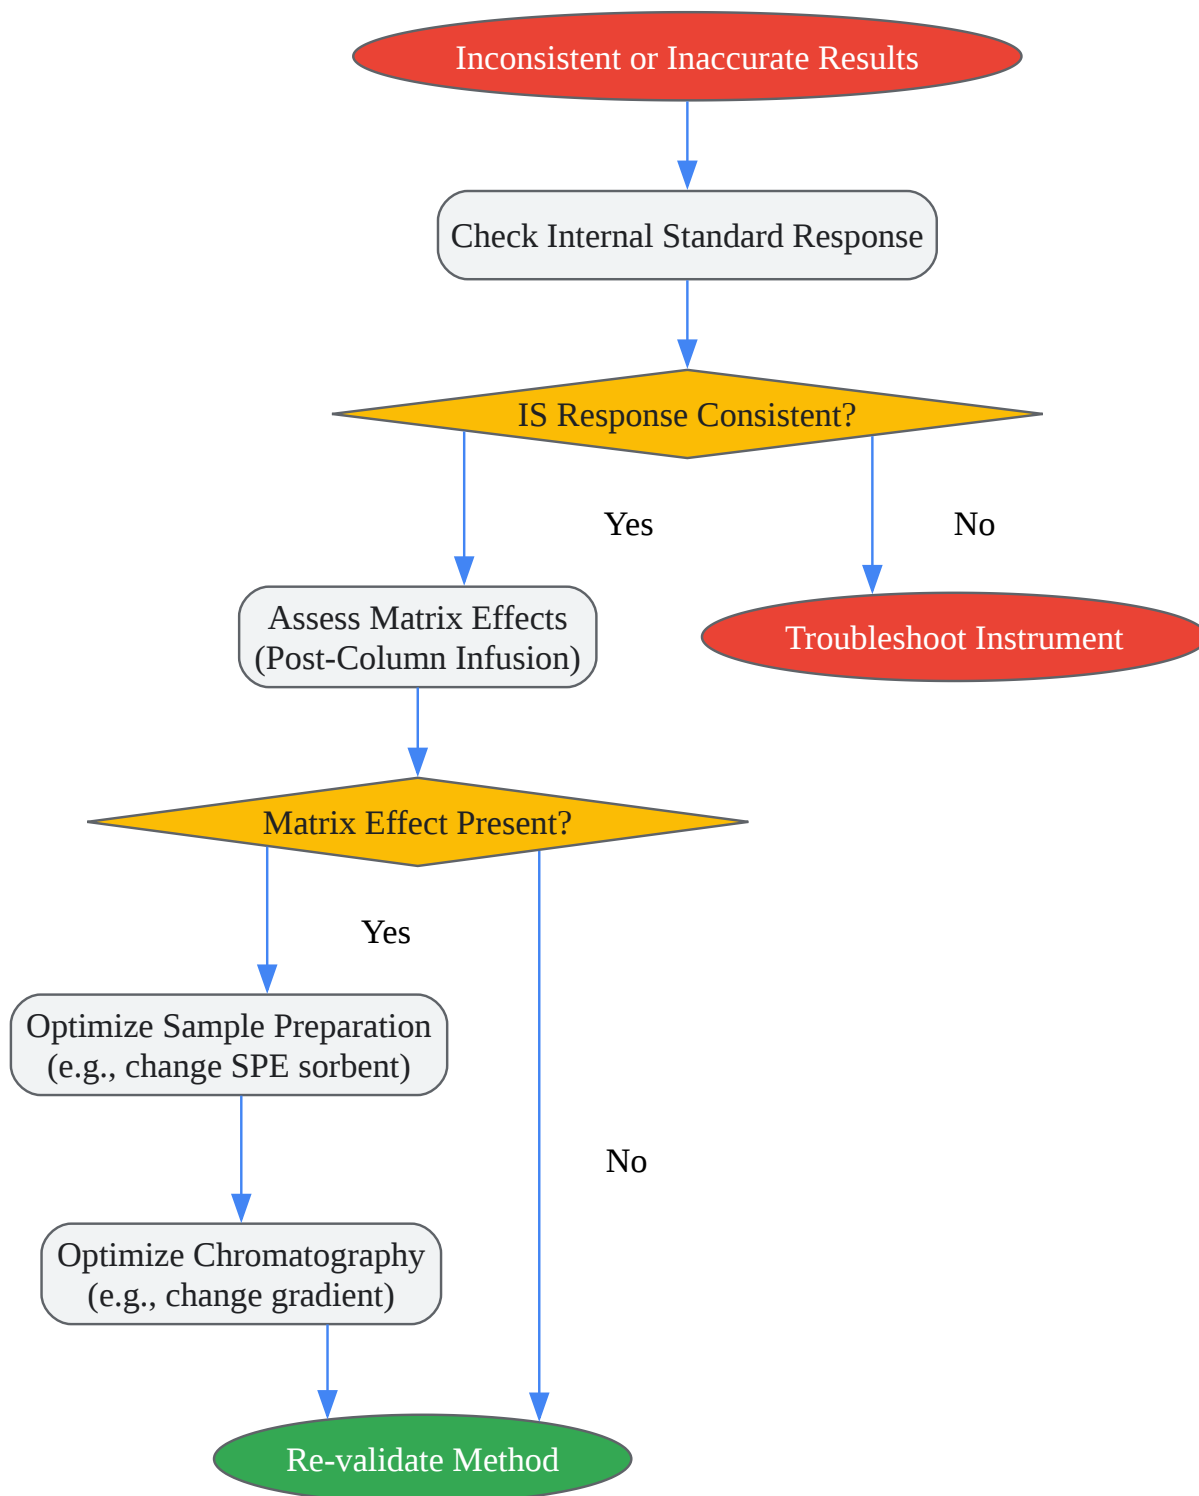 Inconsistent or Inaccurate Results
Check Internal Standard Response
IS Response Consistent?
Yes
No
Assess Matrix Effects
(Post-Column Infusion)
Troubleshoot Instrument
Matrix Effect Present?
Yes
Optimize Sample Preparation
(e.g., change SPE sorbent)
No
Optimize Chromatography
(e.g., change gradient)
Re-validate Method